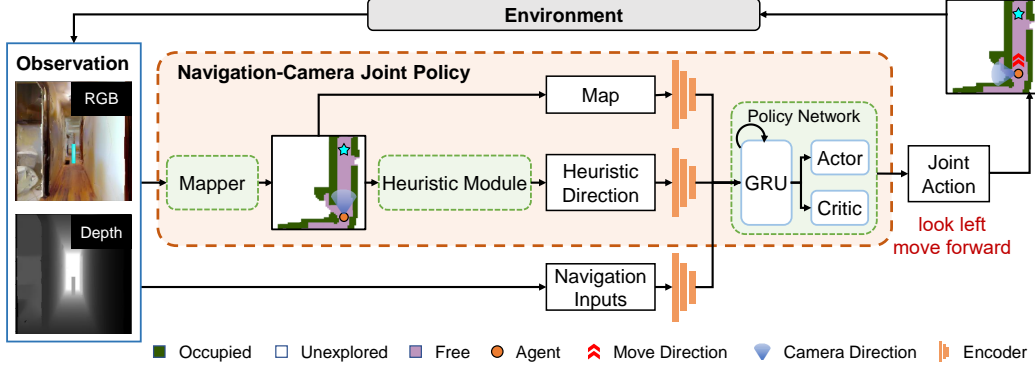 Environment
Observation
RGB
Depth
Navigation-Camera Joint Policy
Mapper
Heuristic Module
Map
Heuristic
Direction
Navigation
Inputs
Policy Network
GRU
Actor
Critic
Joint
Action
look left
move forward
Occupied
Unexplored
Free
Agent
Move Direction
Camera Direction
Encoder